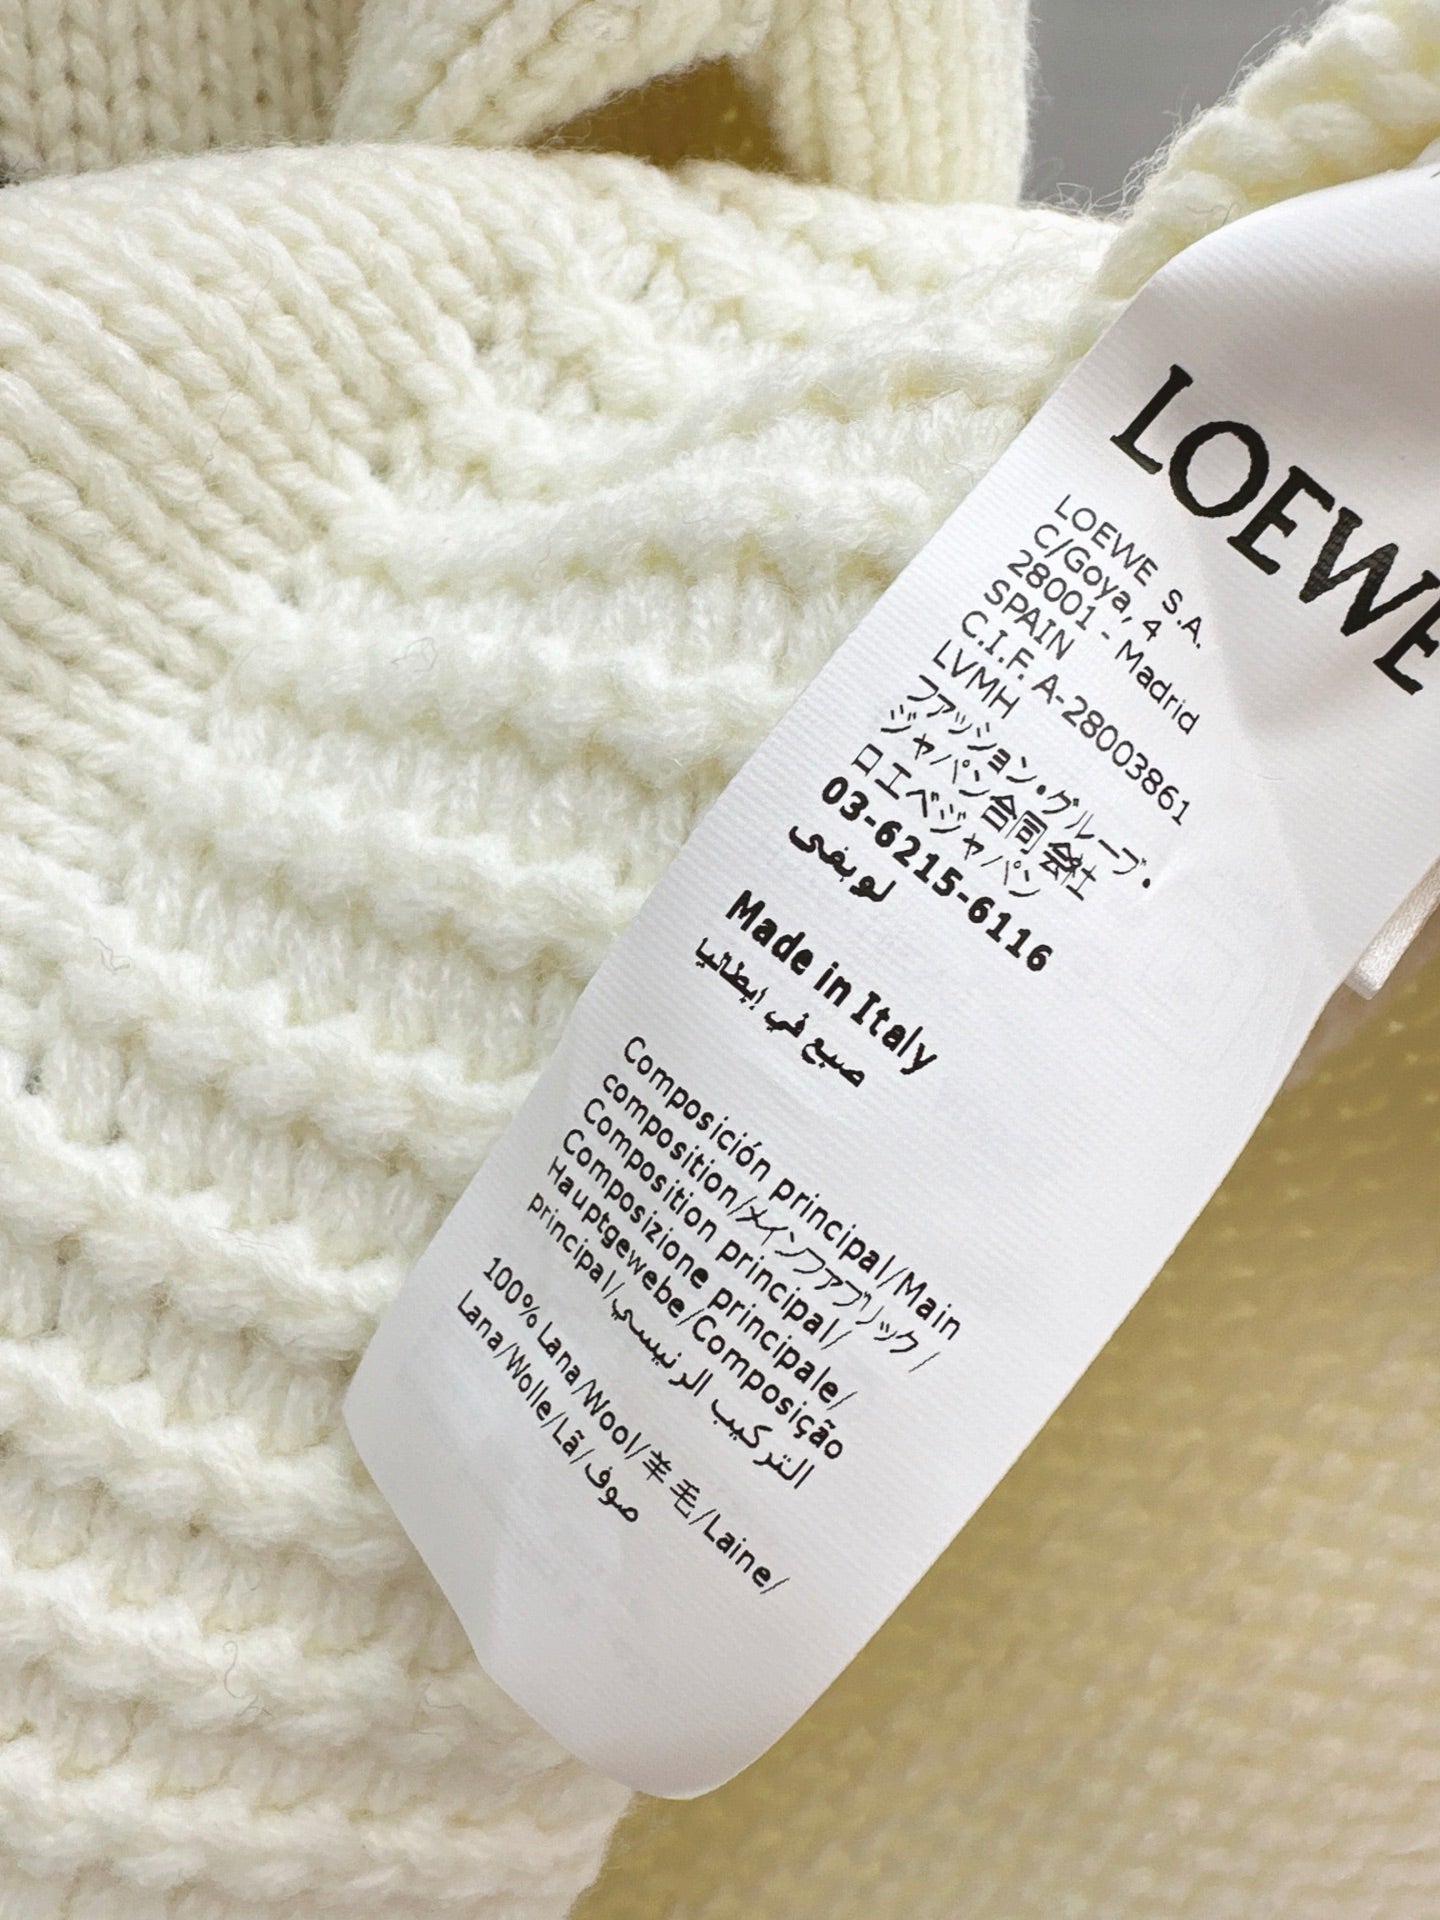 LOEWE
LOEWE S.A.
C/Goya, 4
28001 - Madrid
SPAIN
C.I.F. A-28003861
LVMH
ファッション・グループ・
ジャパン合同会社
ロエベジャパン
03-6215-6116
لويفي
Made in Italy
صبع في إيطاليا
Composición principal/Main
composition/メインファブリック/
Composition principal/
Composizione principale/
Hauptgewebe/Composição
principal/التركيب الرئيسي
100% Lana/Wool/羊毛/Laine/
Lana/Wolle/Lã/صوف